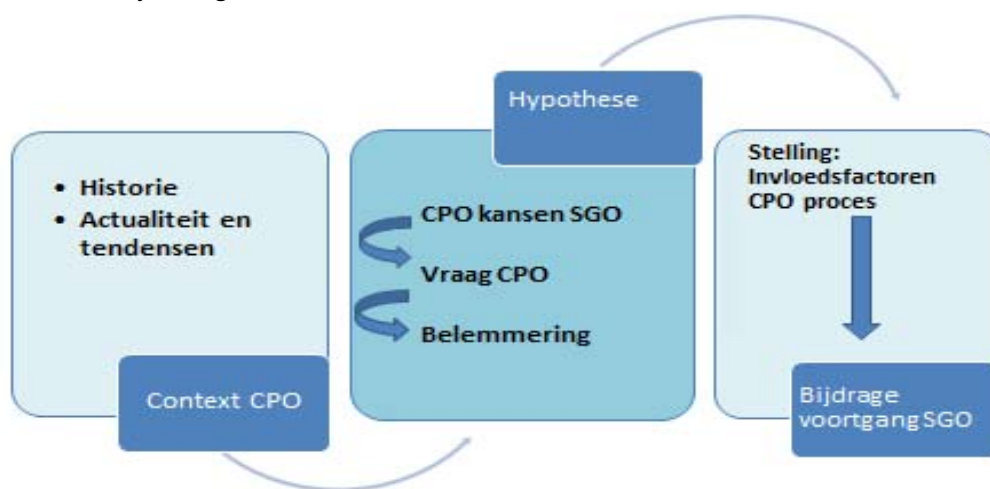 • Historie
• Actualiteit en
tendensen
Context CPO
Hypothese
CPO kansen SGO
Vraag CPO
Belemmering
Stelling:
Invloedsfactoren
CPO proces
Bijdrage
voortgang SGO